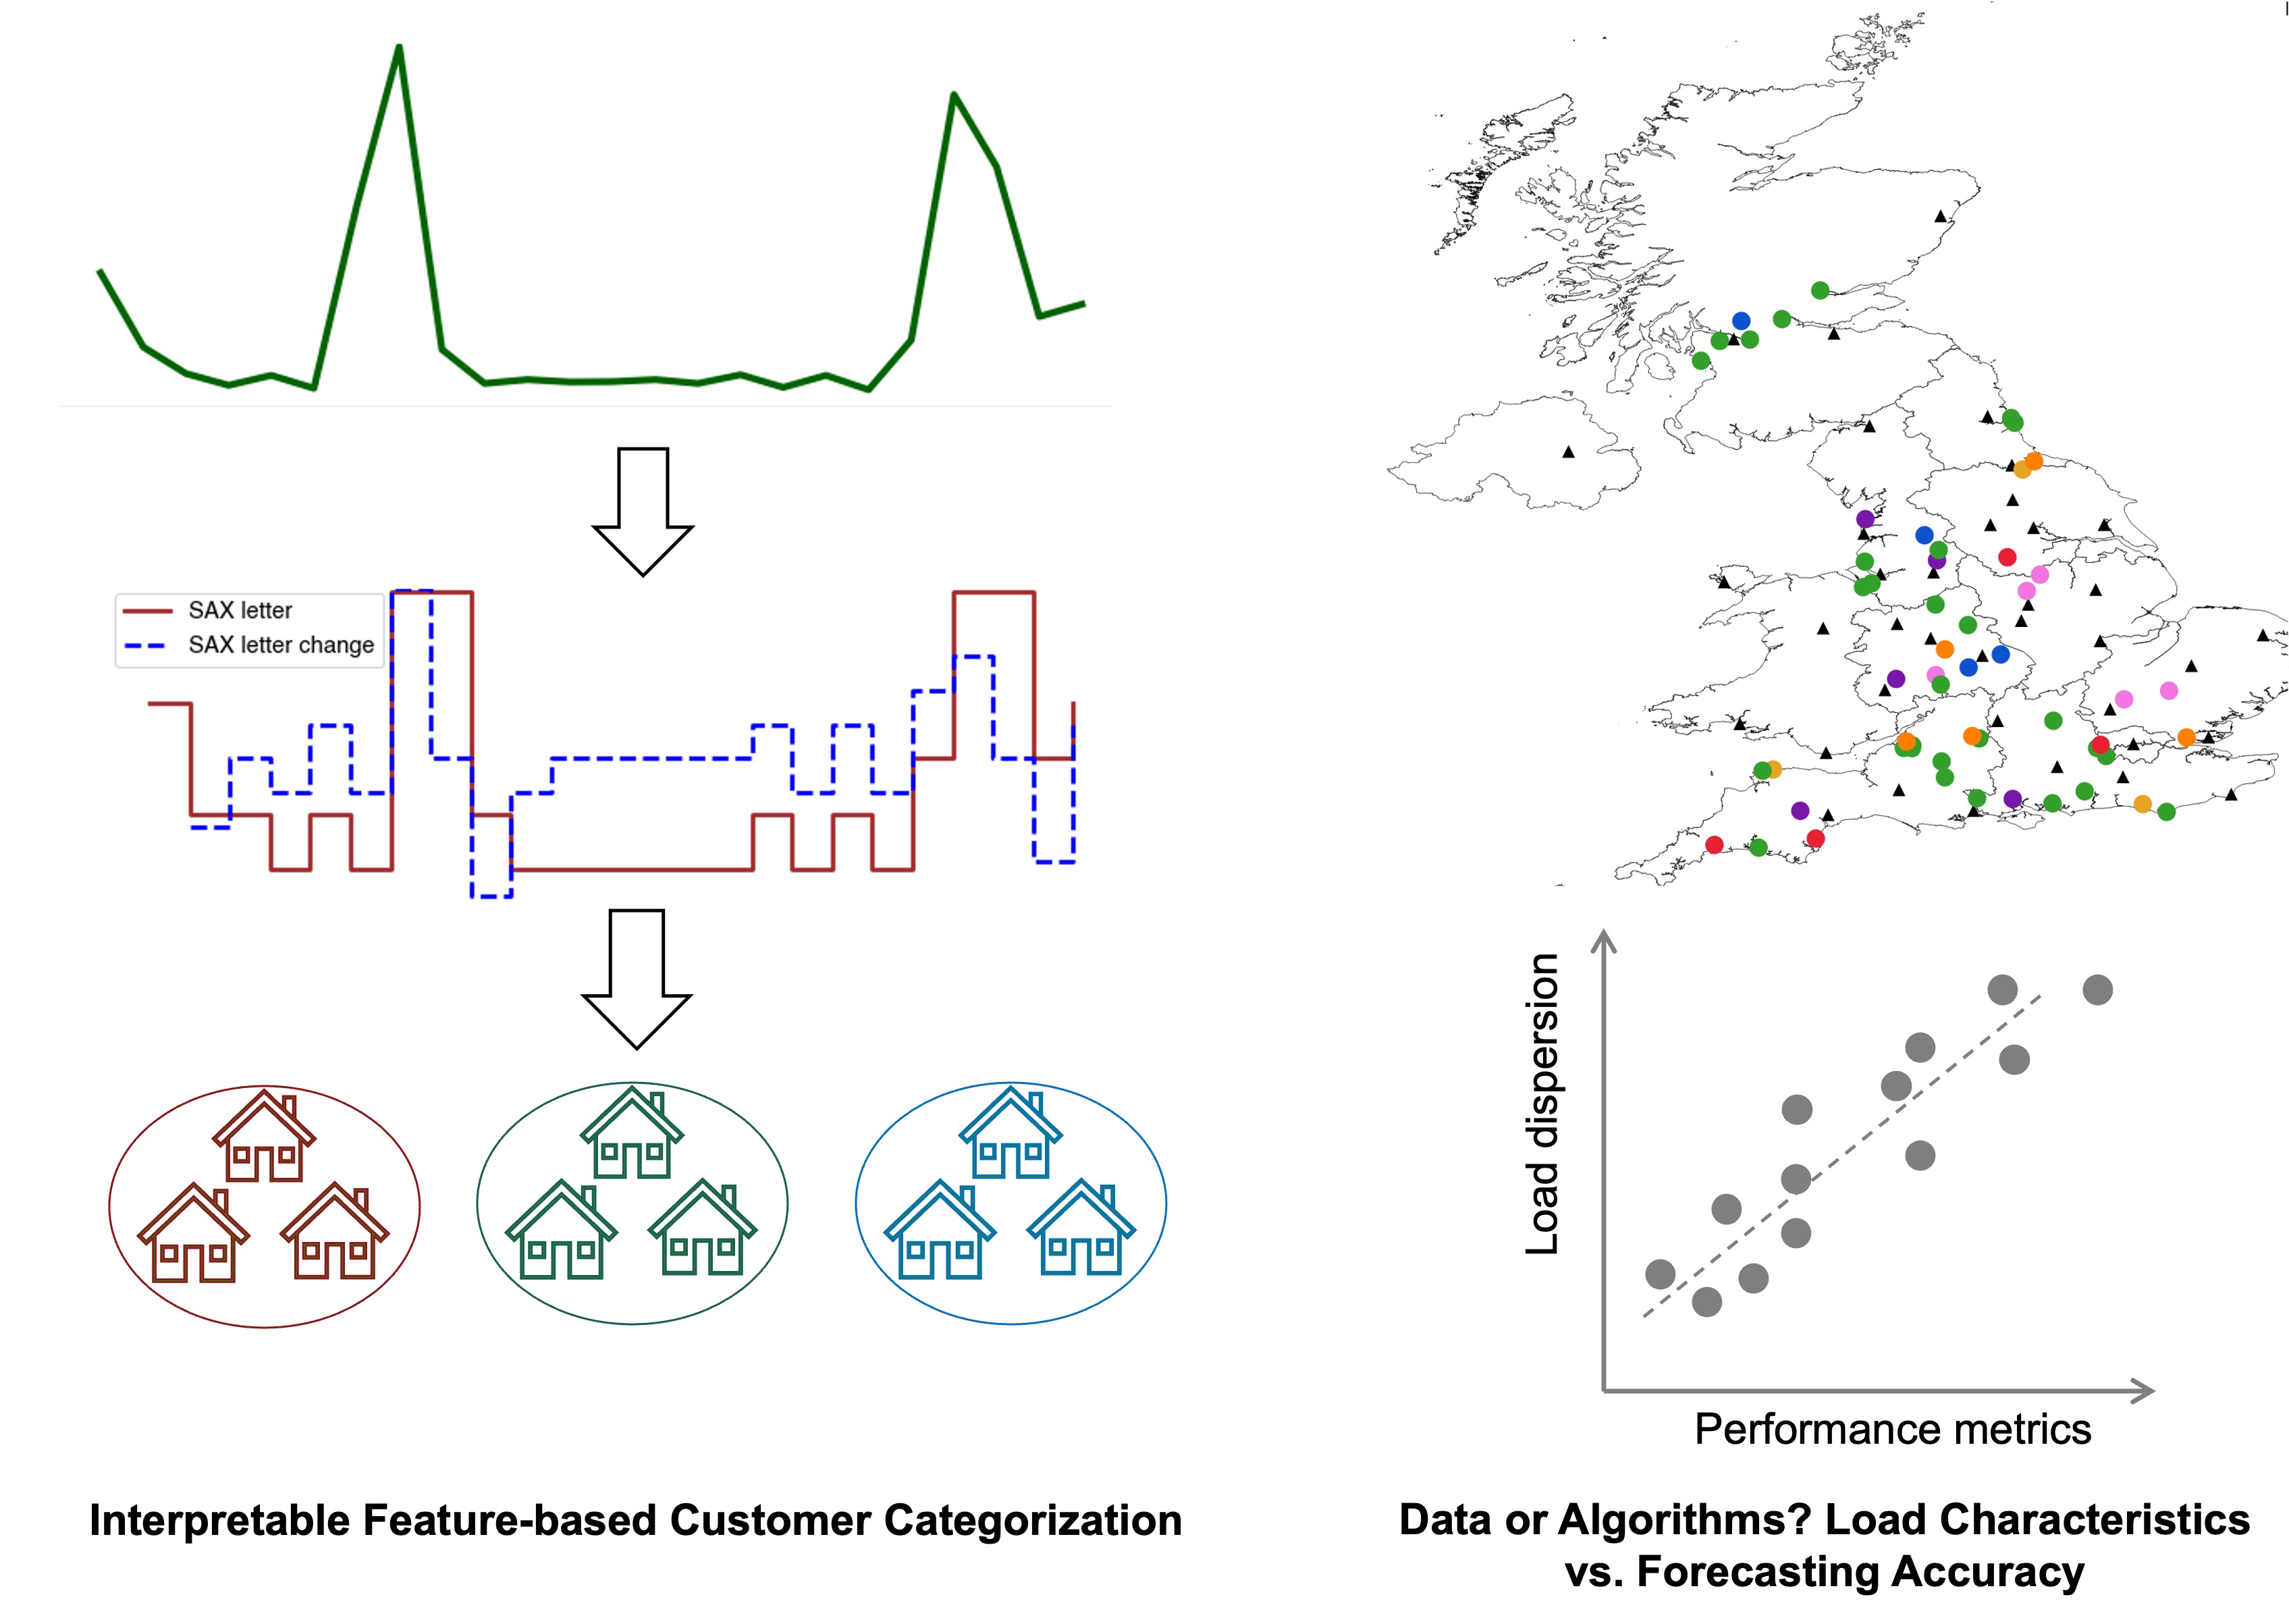 SAX letter
SAX letter change
Interpretable Feature-based Customer Categorization
Load dispersion
Performance metrics
Data or Algorithms? Load Characteristics
vs. Forecasting Accuracy